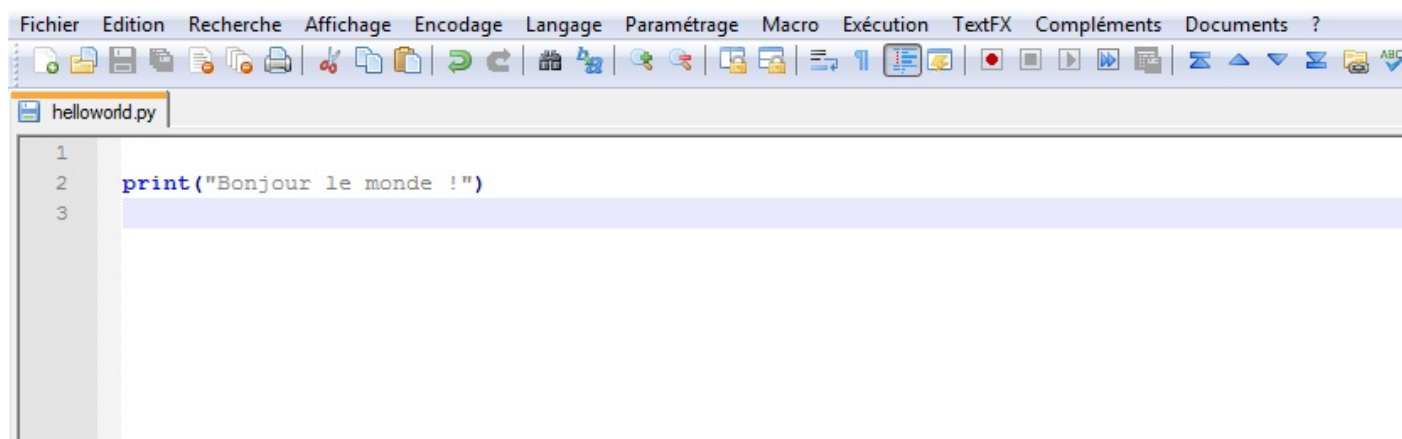 Fichier Edition Recherche Affichage Encodage Langage Paramétrage Macro Exécution TextFX Compléments Documents ?
helloworld.py
1
2 print("Bonjour le monde !")
3